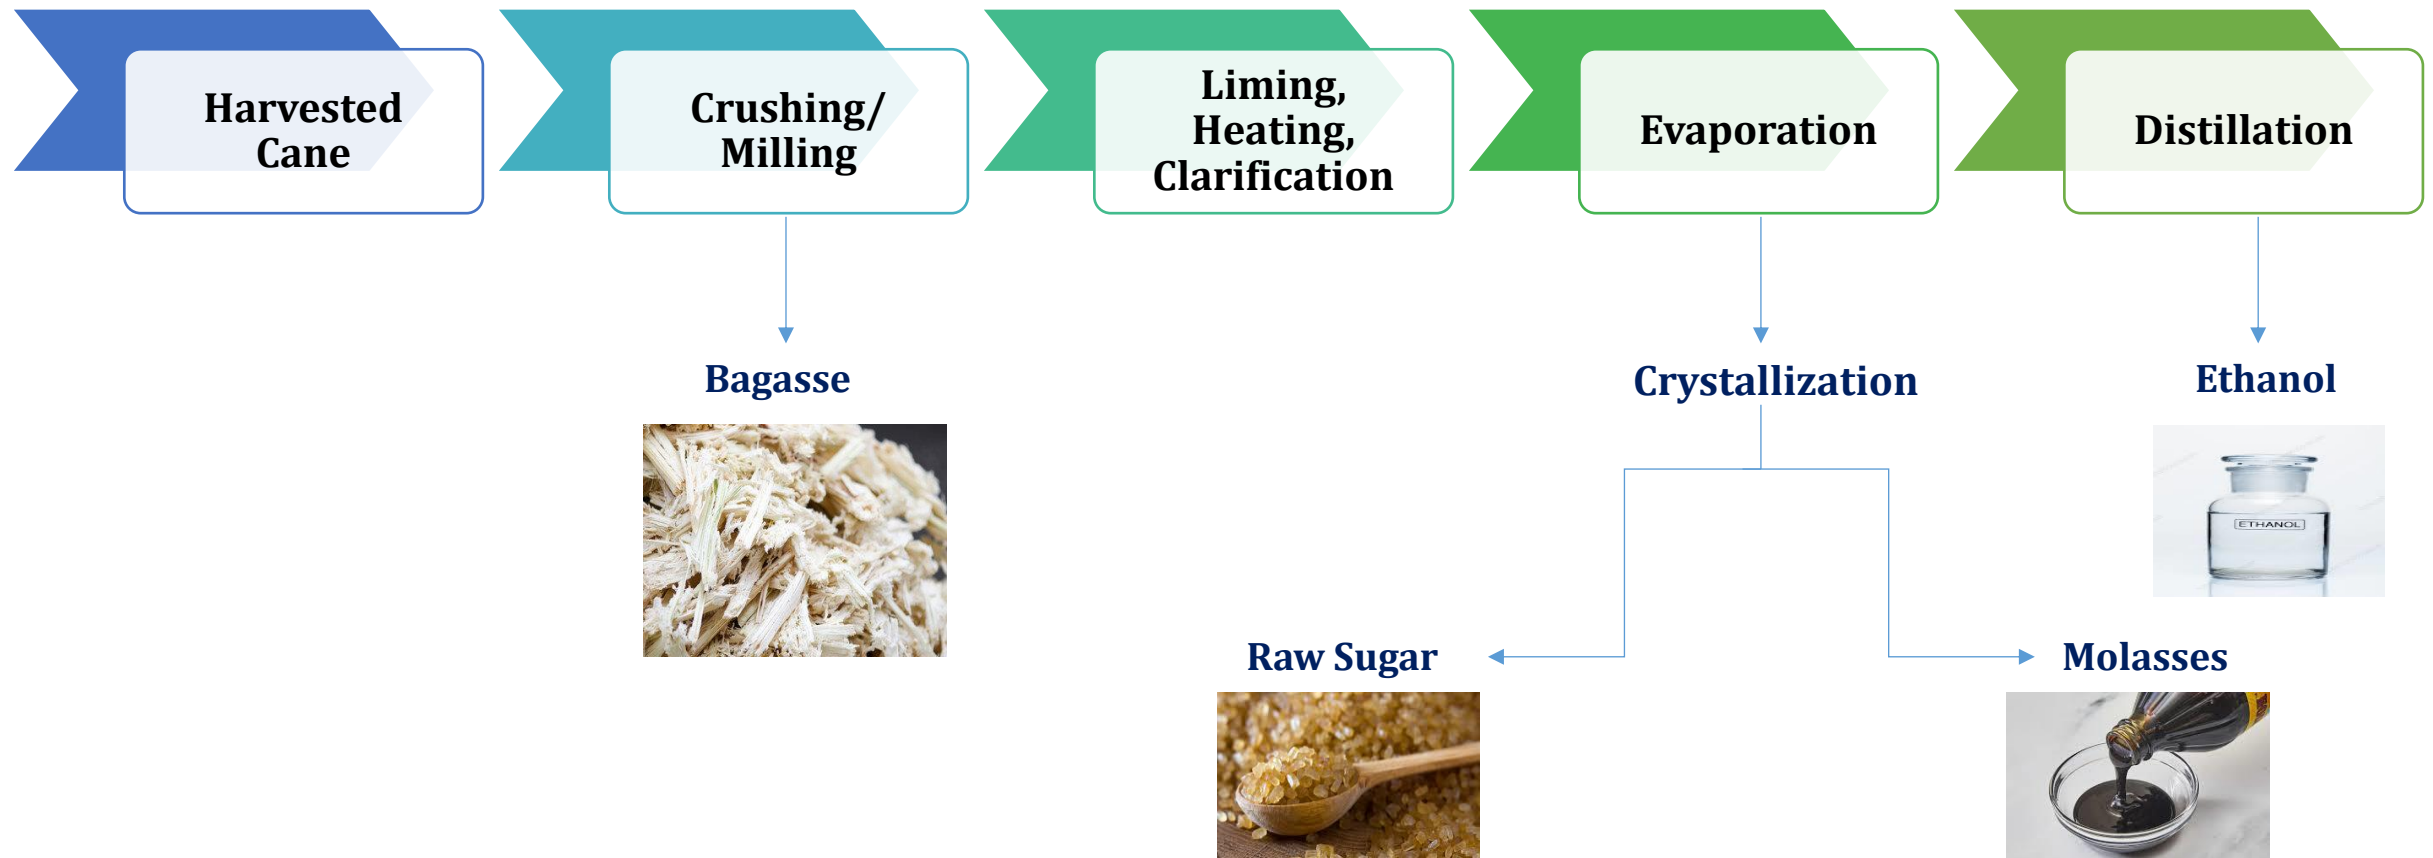 Harvested
Cane
Crushing/
Milling
Liming,
Heating,
Clarification
Evaporation
Distillation
Bagasse
Crystallization
Ethanol
ETHANOL
Raw Sugar
Molasses